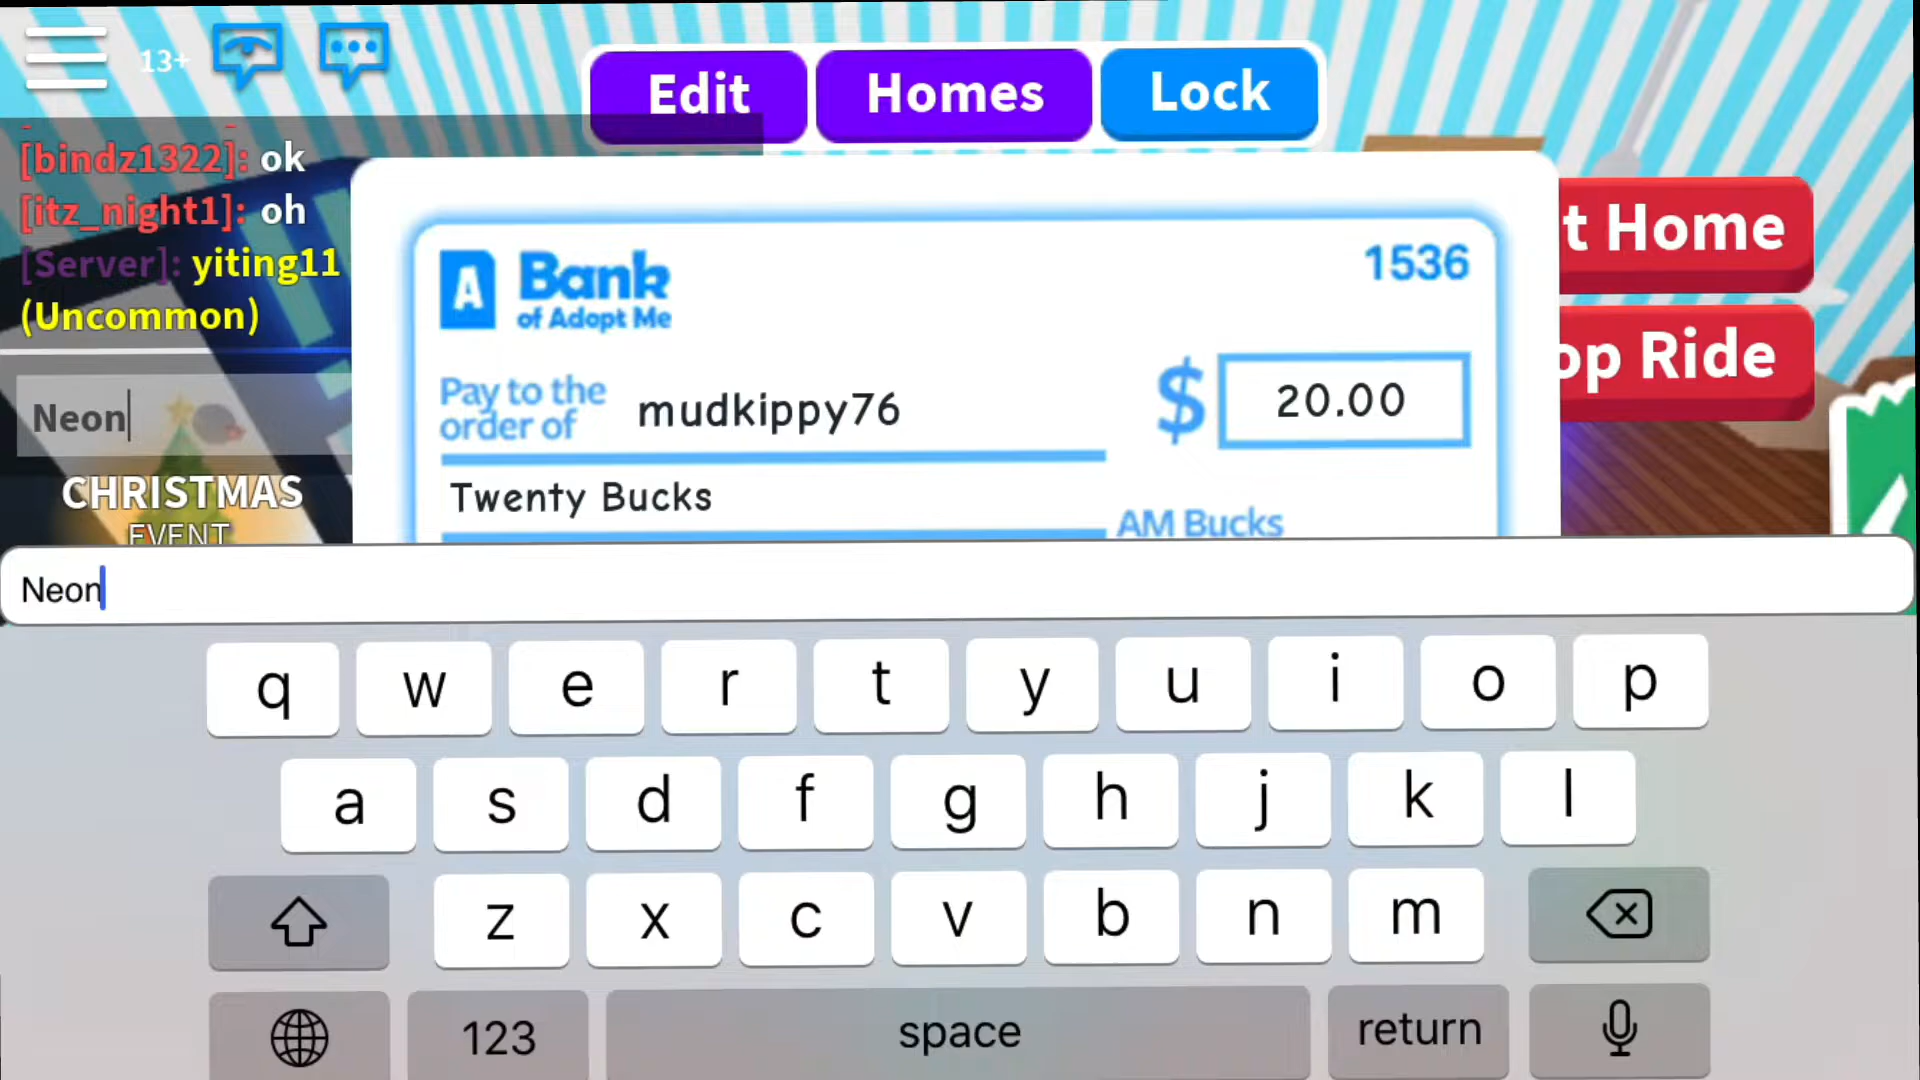 13+
Edit
Homes
Lock
[bindz1322]: ok
[itz_night1]: oh
[Server]: yiting11
(Uncommon)
Neon
CHRISTMAS
EVENT
A Bank
of Adopt Me
1536
Pay to the
order of
mudkippy76
$ 20.00
Twenty Bucks
AM Bucks
t Home
op Ride
Neon
q w e r t y u i o p
a s d f g h j k l
z x c v b n m
123 space return